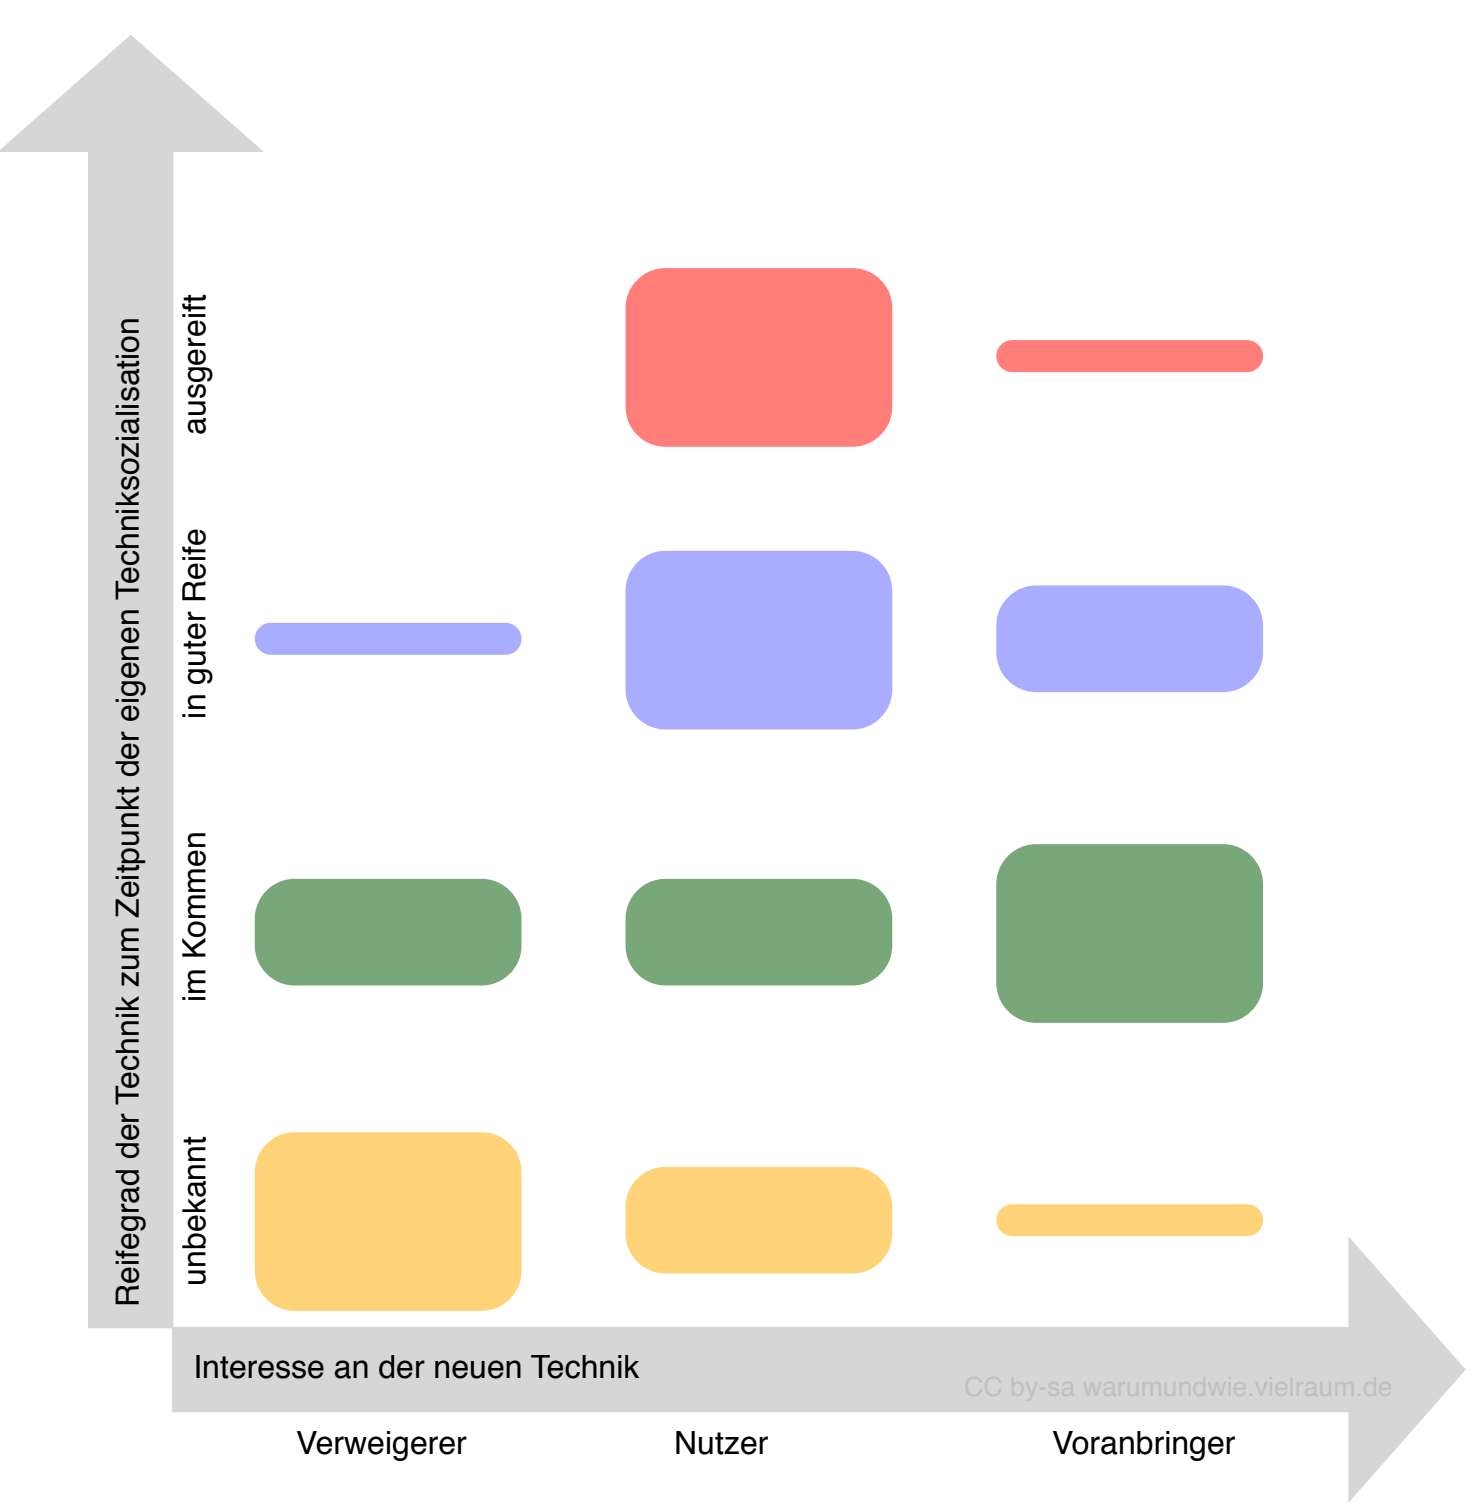 Reifegrad der Technik zum Zeitpunkt der eigenen Techniksozialisation
ausgereift
in guter Reife
im Kommen
unbekannt
Interesse an der neuen Technik
CC by-sa warumundwie.vielraum.de
Verweigerer
Nutzer
Voranbringer